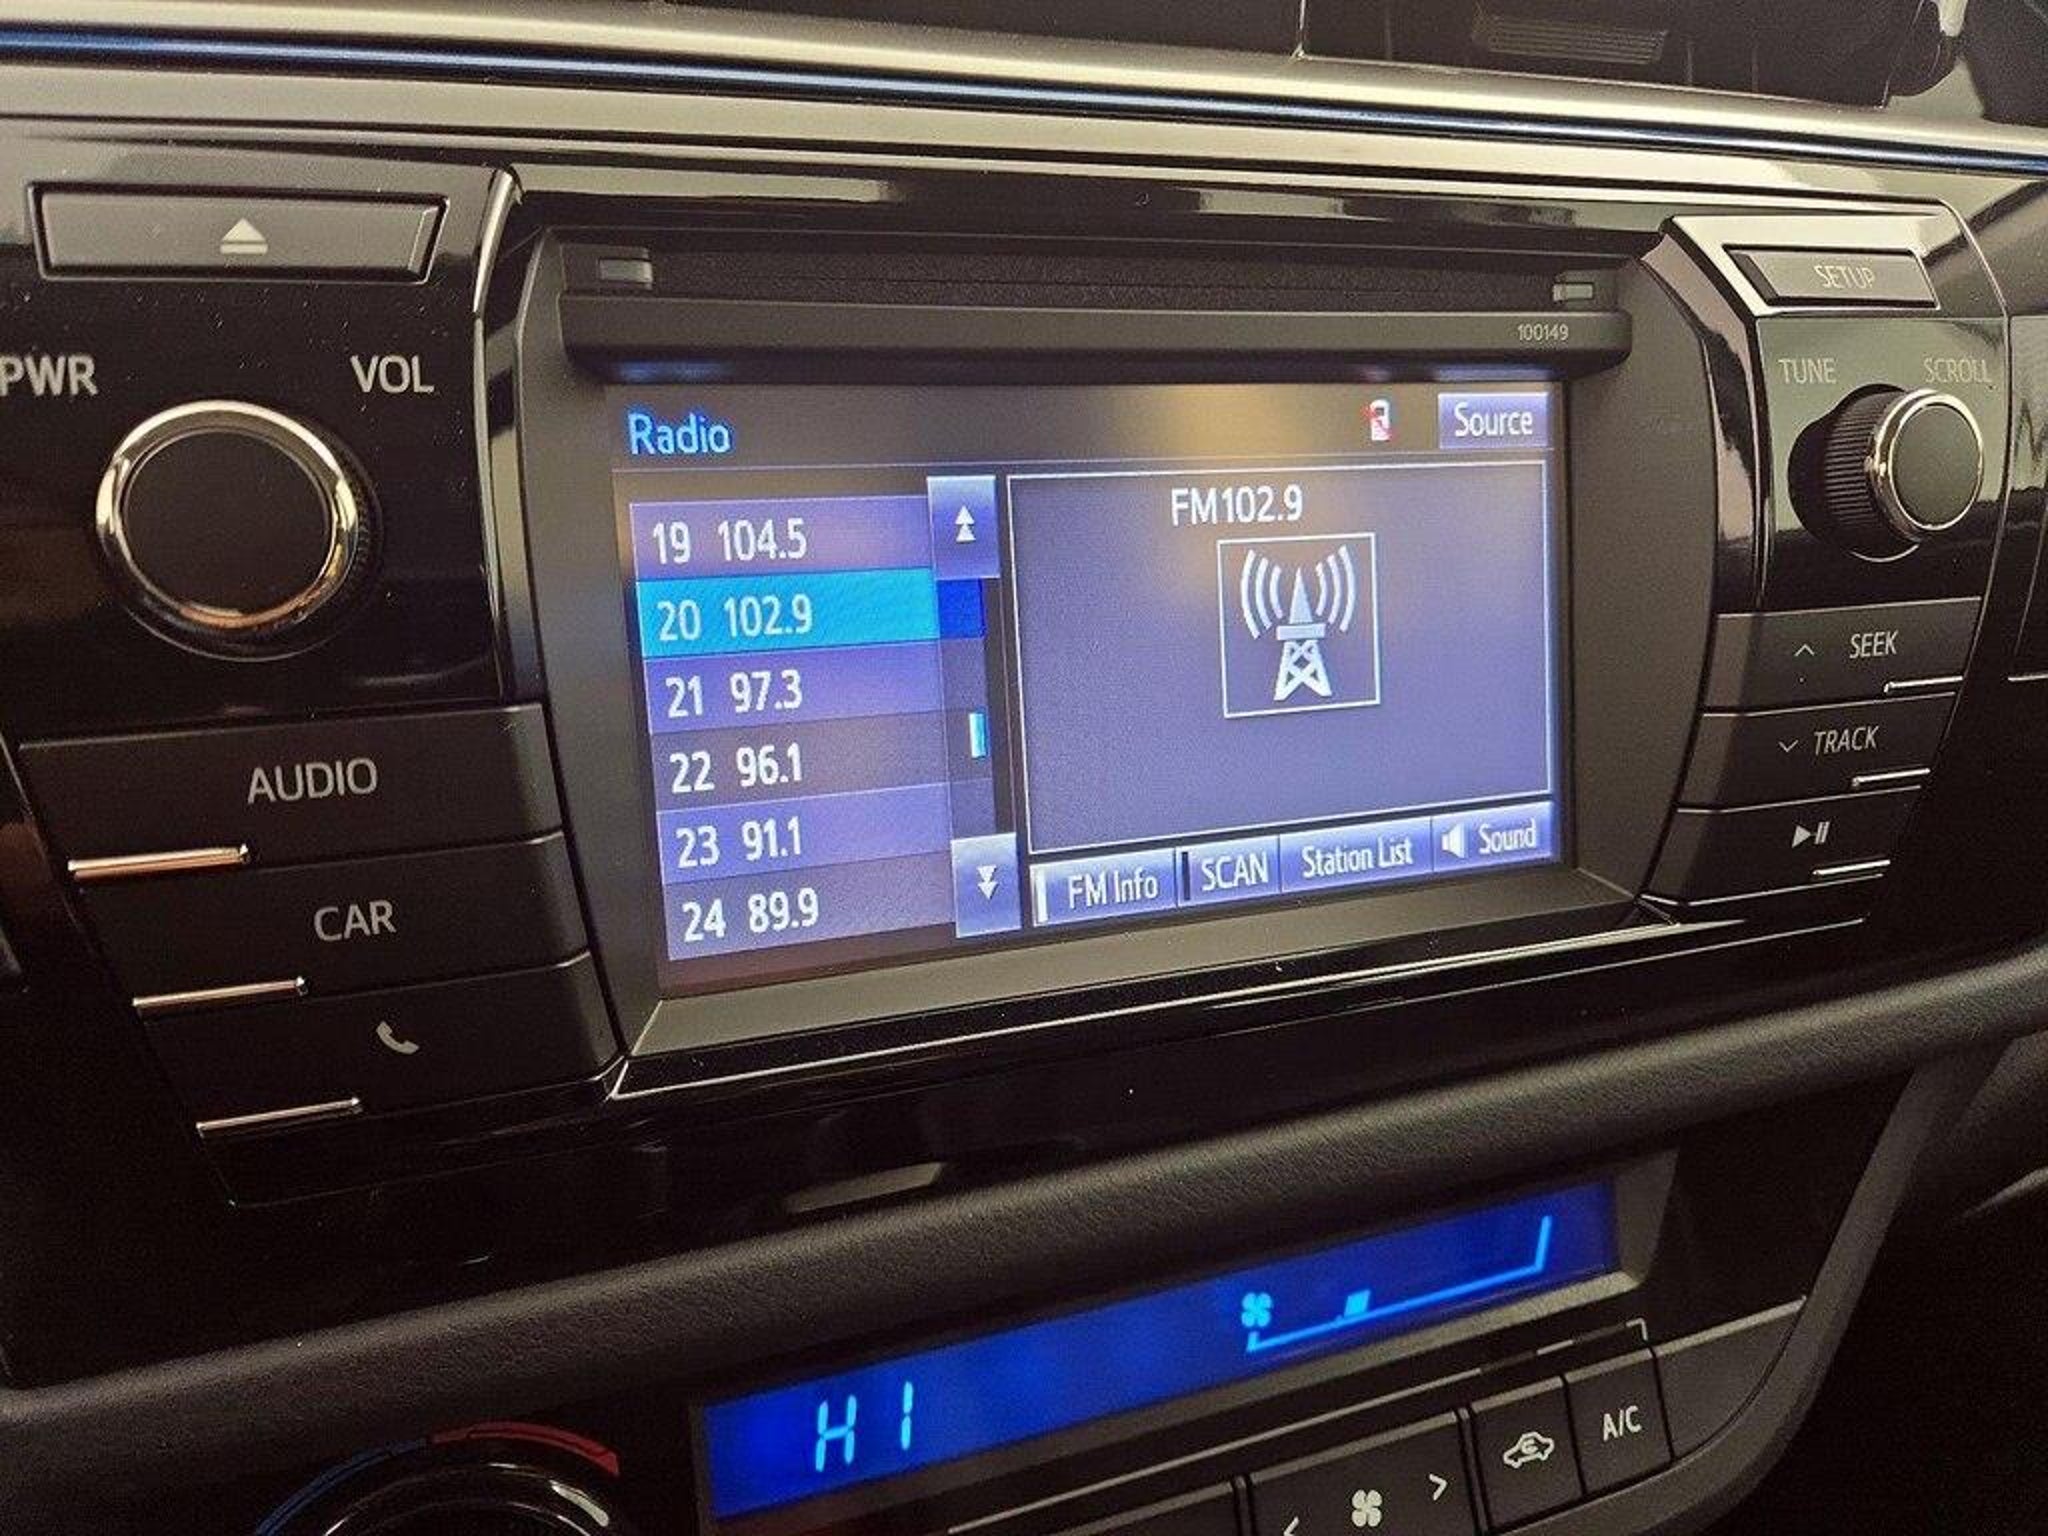 SETUP
100149
PWR VOL
TUNE SCROLL
Radio
Source
FM102.9
19 104.5
20 102.9
21 97.3
22 96.1
23 91.1
24 89.9
FM Info
SCAN
Station List
Sound
SEEK
TRACK
AUDIO
CAR
HI
A/C